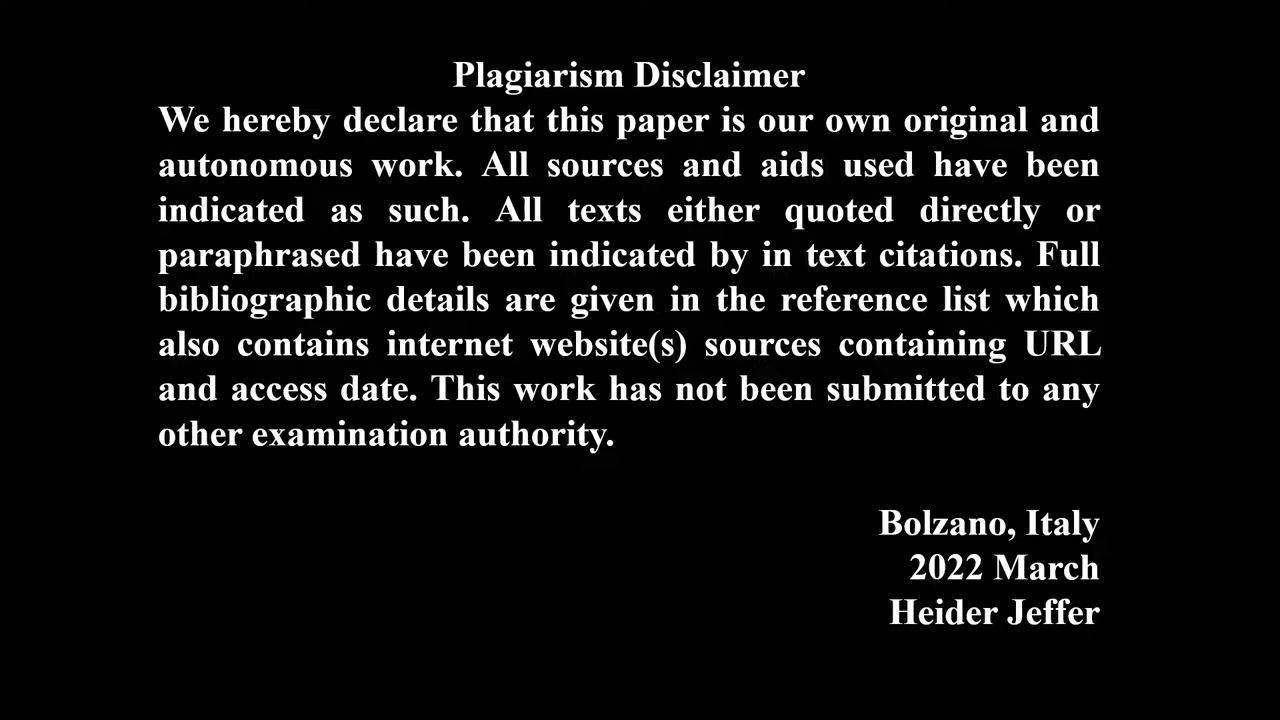 Plagiarism Disclaimer
We hereby declare that this paper is our own original and
autonomous work. All sources and aids used have been
indicated as such. All texts either quoted directly or
paraphrased have been indicated by in text citations. Full
bibliographic details are given in the reference list which
also contains internet website(s) sources containing URL
and access date. This work has not been submitted to any
other examination authority.
Bolzano, Italy
2022 March
Heider Jeffer